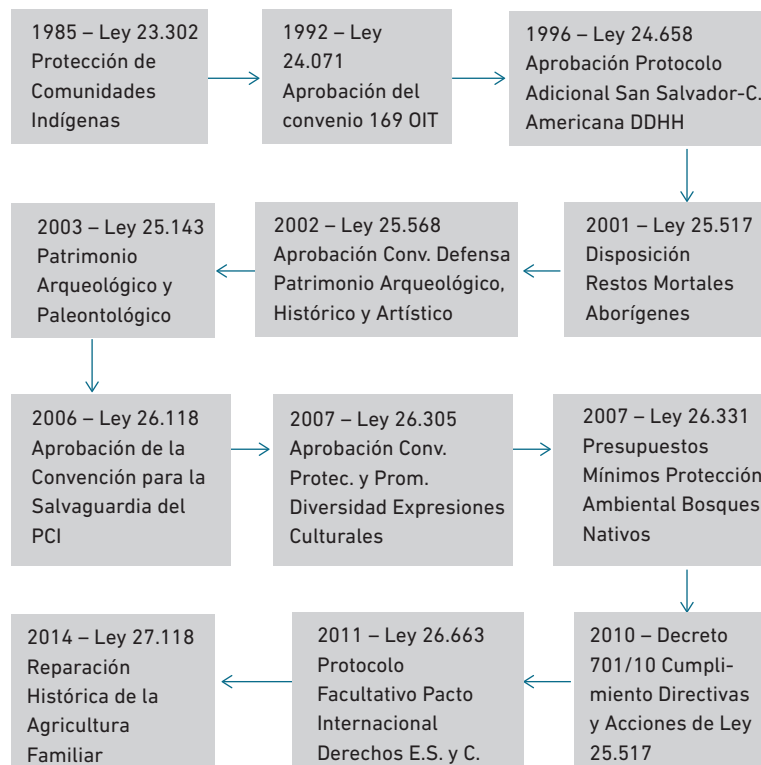 1985 – Ley 23.302
Protección de
Comunidades
Indígenas
1992 – Ley
24.071
Aprobación del
convenio 169 OIT
1996 – Ley 24.658
Aprobación Protocolo
Adicional San Salvador-C.
Americana DDHH
2001 – Ley 25.517
Disposición
Restos Mortales
Aborígenes
2002 – Ley 25.568
Aprobación Conv. Defensa
Patrimonio Arqueológico,
Histórico y Artístico
2003 – Ley 25.143
Patrimonio
Arqueológico y
Paleontológico
2006 – Ley 26.118
Aprobación de la
Convención para la
Salvaguardia del
PCI
2007 – Ley 26.305
Aprobación Conv.
Protec. y Prom.
Diversidad Expresiones
Culturales
2007 – Ley 26.331
Presupuestos
Mínimos Protección
Ambiental Bosques
Nativos
2010 – Decreto
701/10 Cumpli-
miento Directivas
y Acciones de Ley
25.517
2011 – Ley 26.663
Protocolo
Facultativo Pacto
Internacional
Derechos E.S. y C.
2014 – Ley 27.118
Reparación
Histórica de la
Agricultura
Familiar